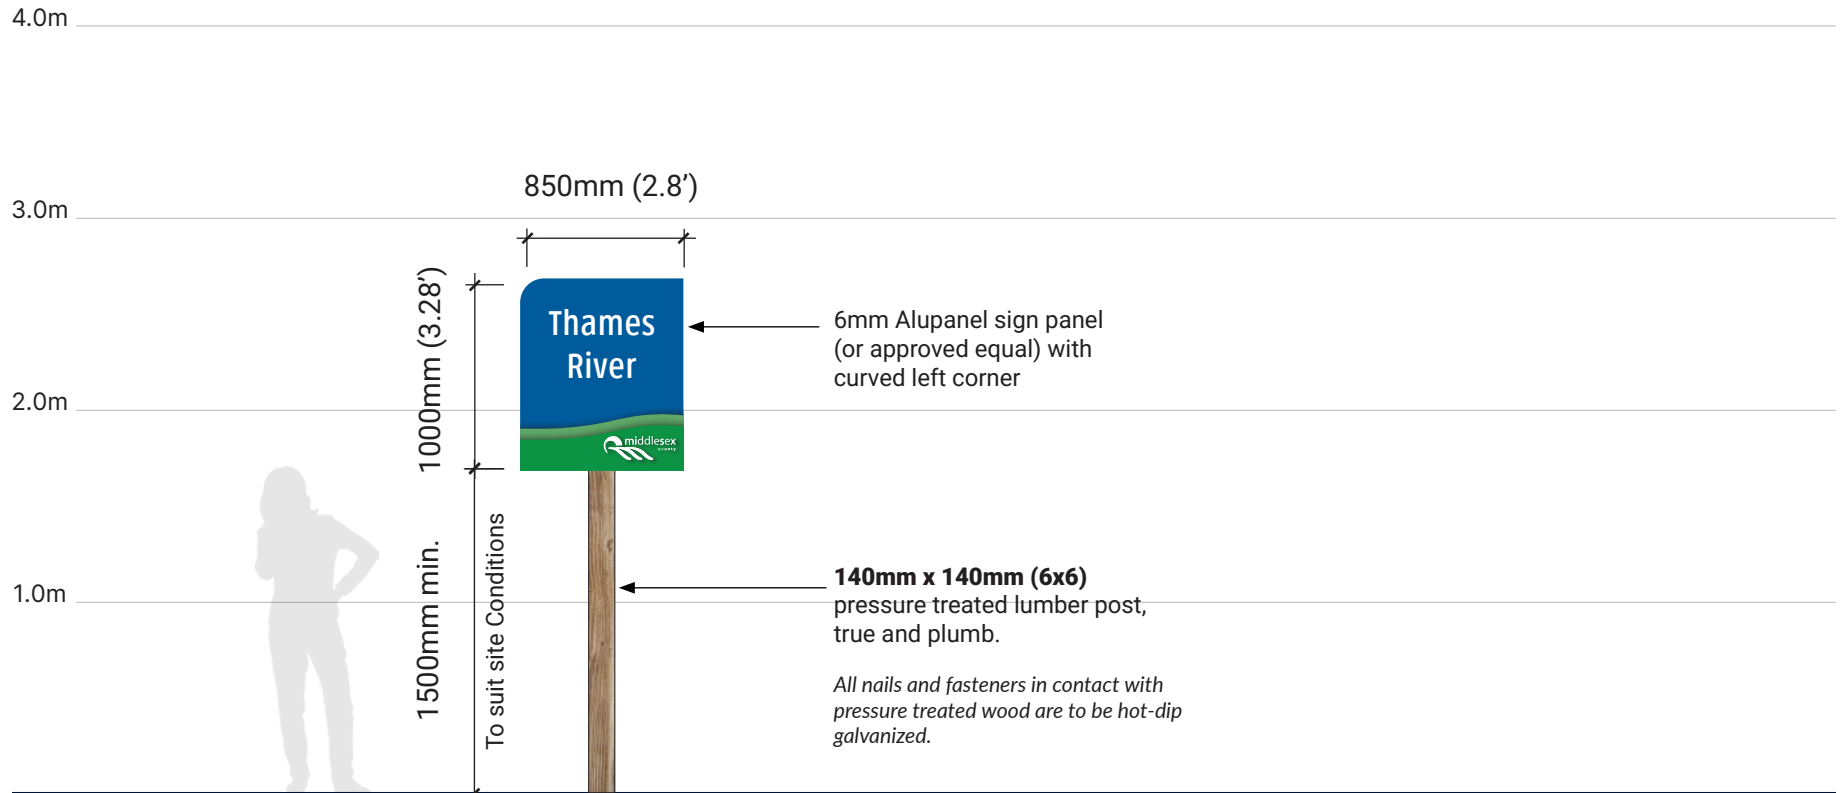 4.0m
3.0m
2.0m
1.0m
850mm (2.8’)
1000mm (3.28’)
1500mm min.
To suit site Conditions
Thames
River
middlesex
county
6mm Alupanel sign panel
(or approved equal) with
curved left corner
140mm x 140mm (6x6)
pressure treated lumber post,
true and plumb.
All nails and fasteners in contact with
pressure treated wood are to be hot-dip
galvanized.